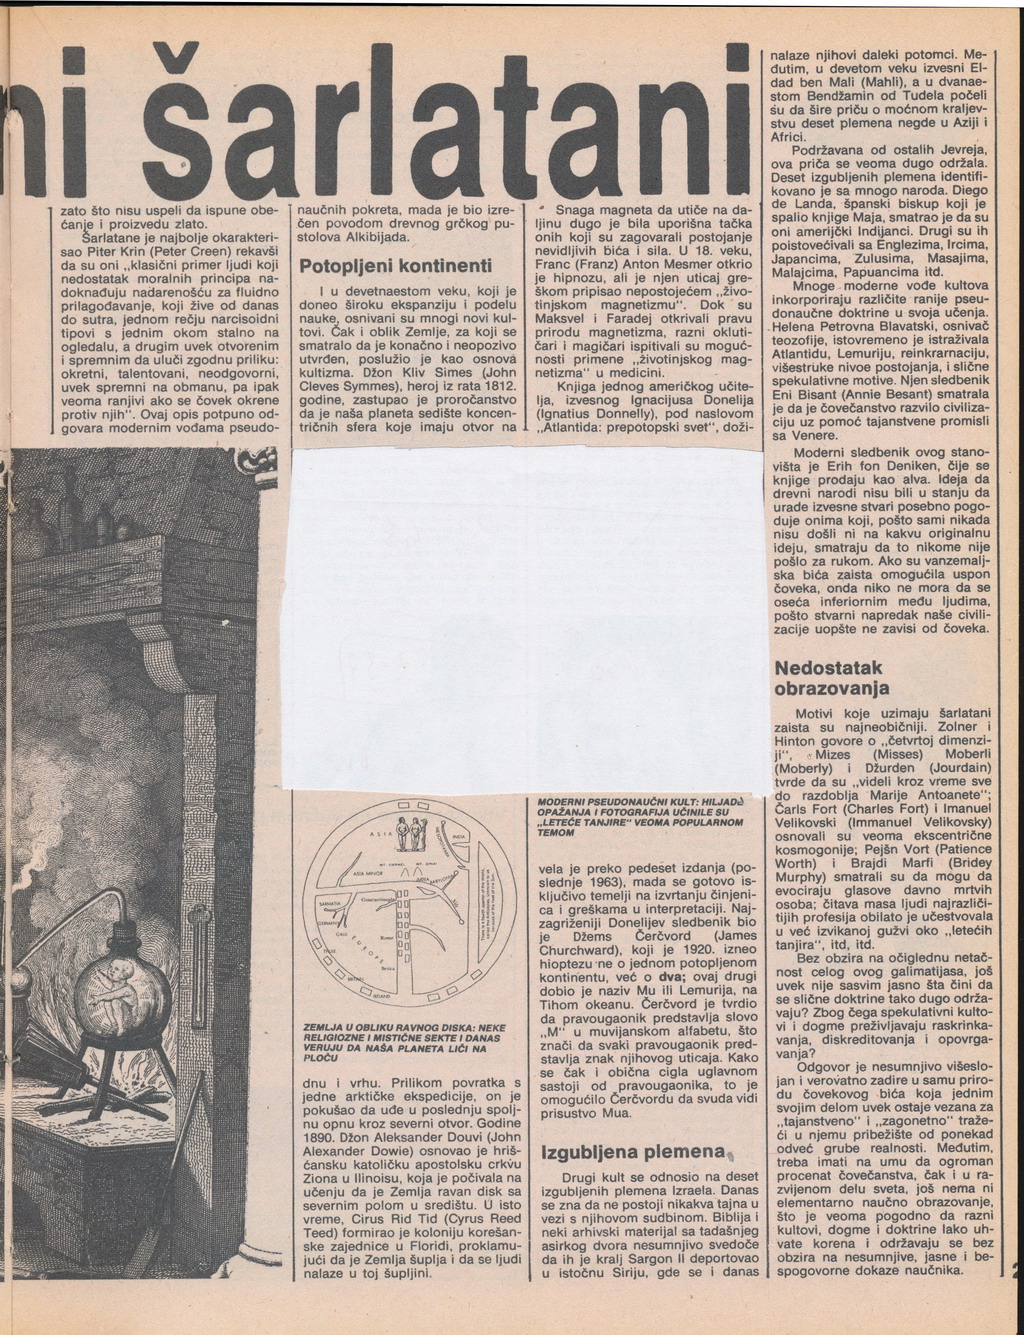 ni šarlatani
zato što nisu uspeli da ispune obe-
ćanje i proizvedu zlato.
Šarlatane je najbolje okarakteri-
sao Piter Krin (Peter Creen) rekavši
da su oni „klasični primer ljudi koji
nedostatak moralnih principa na-
doknađuju nadarenošću za fluidno
prilagođavanje, koji žive od danas
do sutra, jednom rečju narcisoidni
tipovi s jednim okom stalno na
ogledalu, a drugim uvek otvorenim
i spremnim da uluči zgodnu priliku:
okretni, talentovani, neodgovorni,
uvek spremni na obmanu, pa ipak
veoma ranjivi ako se čovek okrene
protiv njih". Ovaj opis potpuno od-
govara modernim vođama pseudo-
naučnih pokreta, mada je bio izre-
čen povodom drevnog grčkog pu-
stolova Alkibijada.
Potopljeni kontinenti
I u devetnaestom veku, koji je
doneo široku ekspanziju i podelu
nauke, osnivani su mnogi novi kul-
tovi. Čak i oblik Zemlje, za koji se
smatralo da je konačno i neopozivo
utvrđen, poslužio je kao osnova
kultizma. Džon Kliv Simes (John
Cleves Symmes), heroj iz rata 1812.
godine, zastupao je proročanstvo
da je naša planeta sedište koncen-
tričnih sfera koje imaju otvor na
ASIA
INDIA
MT. CARMEL
MT. SINAI
ASIA MINOR
SARMATIA
Constantinople
GERMANIA
GALL
EUROPE
Rome
NILE
ZEMLJA U OBLIKU RAVNOG DISKA: NEKE
RELIGIOZNE I MISTIČNE SEKTE I DANAS
VERUJU DA NAŠA PLANETA LIČI NA
PLOČU
dnu i vrhu. Prilikom povratka s
jedne arktičke ekspedicije, on je
pokušao da uđe u poslednju spolj-
nu opnu kroz severni otvor. Godine
1890. Džon Aleksander Douvi (John
Alexander Dowie) osnovao je hriš-
ćansku katoličku apostolsku crkvu
Ziona u Ilinoisu, koja je počivala na
učenju da je Zemlja ravan disk sa
severnim polom u središtu. U isto
vreme, Cirus Rid Tid (Cyrus Reed
Teed) formirao je koloniju korešan-
ske zajednice u Floridi, proklamu-
jući da je Zemlja šuplja i da se ljudi
nalaze u toj šupljini.
Snaga magneta da utiče na da-
ljinu dugo je bila uporišna tačka
onih koji su zagovarali postojanje
nevidljivih bića i sila. U 18. veku,
Franc (Franz) Anton Mesmer otkrio
je hipnozu, ali je njen uticaj gre-
škom pripisao nepostojećem „živo-
tinjskom magnetizmu". Dok su
Maksvel i Faradej otkrivali pravu
prirodu magnetizma, razni okluti-
čari i magičari ispitivali su moguć-
nosti primene „životinjskog mag-
netizma" u medicini.
Knjiga jednog američkog učite-
lja, izvesnog Ignacijusa Donelija
(Ignatius Donnelly), pod naslovom
„Atlantida: prepotopski svet", doži-
MODERNI PSEUDONAUČNI KULT: HILJADE
OPAŽANJA I FOTOGRAFIJA UČINILE SU
„LETEĆE TANJIRE" VEOMA POPULARNOM
TEMOM
vela je preko pedeset izdanja (po-
slednje 1963), mada se gotovo is-
ključivo temelji na izvrtanju činjeni-
ca i greškama u interpretaciji. Naj-
zagriženiji Donelijev sledbenik bio
je Džems Čerčvord (James
Churchward), koji je 1920. izneo
hioptezu ne o jednom potopljenom
kontinentu, već o dva; ovaj drugi
dobio je naziv Mu ili Lemurija, na
Tihom okeanu. Čerčvord je tvrdio
da pravougaonik predstavlja slovo
„M" u muvijanskom alfabetu, što
znači da svaki pravougaonik pred-
stavlja znak njihovog uticaja. Kako
se čak i obična cigla uglavnom
sastoji od pravougaonika, to je
omogućilo Čerčvordu da svuda vidi
prisustvo Mua.
Izgubljena plemena
Drugi kult se odnosio na deset
izgubljenih plemena Izraela. Danas
se zna da ne postoji nikakva tajna u
vezi s njihovom sudbinom. Biblija i
neki arhivski materijal sa tadašnjeg
asirkog dvora nesumnjivo svedoče
da ih je kralj Sargon II deportovao
u istočnu Siriju, gde se i danas
nalaze njihovi daleki potomci. Me-
đutim, u devetom veku izvesni El-
dad ben Mali (Mahli), a u dvanae-
stom Bendžamin od Tudela počeli
su da šire priču o moćnom kraljev-
stvu deset plemena negde u Aziji i
Africi.
Podržavana od ostalih Jevreja,
ova priča se veoma dugo održala.
Deset izgubljenih plemena identifi-
kovano je sa mnogo naroda. Diego
de Landa, španski biskup koji je
spalio knjige Maja, smatrao je da su
oni amerijčki Indijanci. Drugi su ih
poistovećivali sa Englezima, Ircima,
Japancima, Zulusima, Masajima,
Malajcima, Papuancima itd.
Mnoge moderne vođe kultova
inkorporiraju različite ranije pseu-
donaučne doktrine u svoja učenja.
Helena Petrovna Blavatski, osnivač
teozofije, istovremeno je istraživala
Atlantidu, Lemuriju, reinkrarnaciju,
višestruke nivoe postojanja, i slične
spekulativne motive. Njen sledbenik
Eni Bisant (Annie Besant) smatrala
je da je čovečanstvo razvilo civiliza-
ciju uz pomoć tajanstvene promisli
sa Venere.
Moderni sledbenik ovog stano-
višta je Erih fon Deniken, čije se
knjige prodaju kao alva. Ideja da
drevni narodi nisu bili u stanju da
urade izvesne stvari posebno pogo-
duje onima koji, pošto sami nikada
nisu došli ni na kakvu originalnu
ideju, smatraju da to nikome nije
pošlo za rukom. Ako su vanzemalj-
ska bića zaista omogućila uspon
čoveka, onda niko ne mora da se
oseća inferiornim među ljudima,
pošto stvarni napredak naše civili-
zacije uopšte ne zavisi od čoveka.
Nedostatak
obrazovanja
Motivi koje uzimaju šarlatani
zaista su najneobičniji. Zolner i
Hinton govore o „četvrtoj dimenzi-
ji", Mizes (Misses) Moberli
(Moberly) i Džurden (Jourdain)
tvrde da su „videli kroz vreme sve
do razdoblja Marije Antoanete";
Čarls Fort (Charles Fort) i Imanuel
Velikovski (Immanuel Velikovsky)
osnovali su veoma ekscentrične
kosmogonije; Pejšn Vort (Patience
Worth) i Brajdi Marfi (Bridey
Murphy) smatrali su da mogu da
evociraju glasove davno mrtvih
osoba; čitava masa ljudi najrazliči-
tijih profesija obilato je učestvovala
u već izvikanoj gužvi oko „letećih
tanjira", itd, itd.
Bez obzira na očiglednu netač-
nost celog ovog galimatijasa, još
uvek nije sasvim jasno šta čini da
se slične doktrine tako dugo održa-
vaju? Zbog čega spekulativni kulto-
vi i dogme preživljavaju raskrinka-
vanja, diskreditovanja i opovrga-
vanja?
Odgovor je nesumnjivo višeslo-
jan i verovatno zadire u samu priro-
du čovekovog bića koja jednim
svojim delom uvek ostaje vezana za
„tajanstveno" i „zagonetno" traže-
ći u njemu pribežište od ponekad
odveć grube realnosti. Međutim,
treba imati na umu da ogroman
procenat čovečanstva, čak i u ra-
zvijenom delu sveta, još nema ni
elementarno naučno obrazovanje,
što je veoma pogodno da razni
kultovi, dogme i doktrine lako uh-
vate korena i održavaju se bez
obzira na nesumnjive, jasne i be-
spogovorne dokaze naučnika.